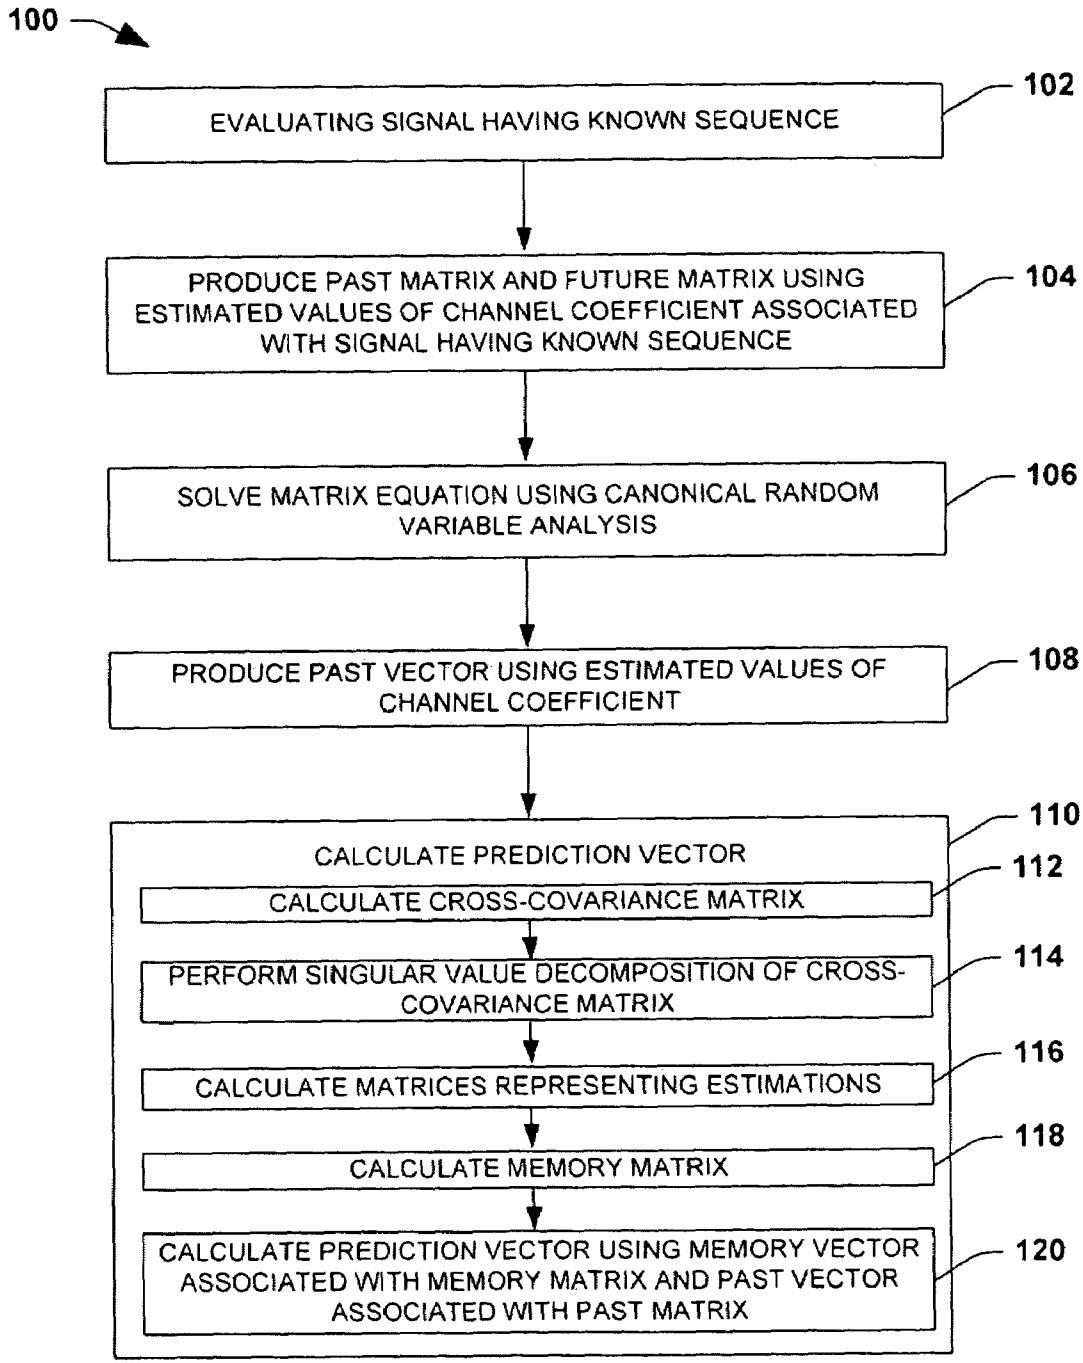 100
102
EVALUATING SIGNAL HAVING KNOWN SEQUENCE
104
PRODUCE PAST MATRIX AND FUTURE MATRIX USING
ESTIMATED VALUES OF CHANNEL COEFFICIENT ASSOCIATED
WITH SIGNAL HAVING KNOWN SEQUENCE
106
SOLVE MATRIX EQUATION USING CANONICAL RANDOM
VARIABLE ANALYSIS
108
PRODUCE PAST VECTOR USING ESTIMATED VALUES OF
CHANNEL COEFFICIENT
110
CALCULATE PREDICTION VECTOR
112
CALCULATE CROSS-COVARIANCE MATRIX
114
PERFORM SINGULAR VALUE DECOMPOSITION OF CROSS-
COVARIANCE MATRIX
116
CALCULATE MATRICES REPRESENTING ESTIMATIONS
118
CALCULATE MEMORY MATRIX
120
CALCULATE PREDICTION VECTOR USING MEMORY VECTOR
ASSOCIATED WITH MEMORY MATRIX AND PAST VECTOR
ASSOCIATED WITH PAST MATRIX